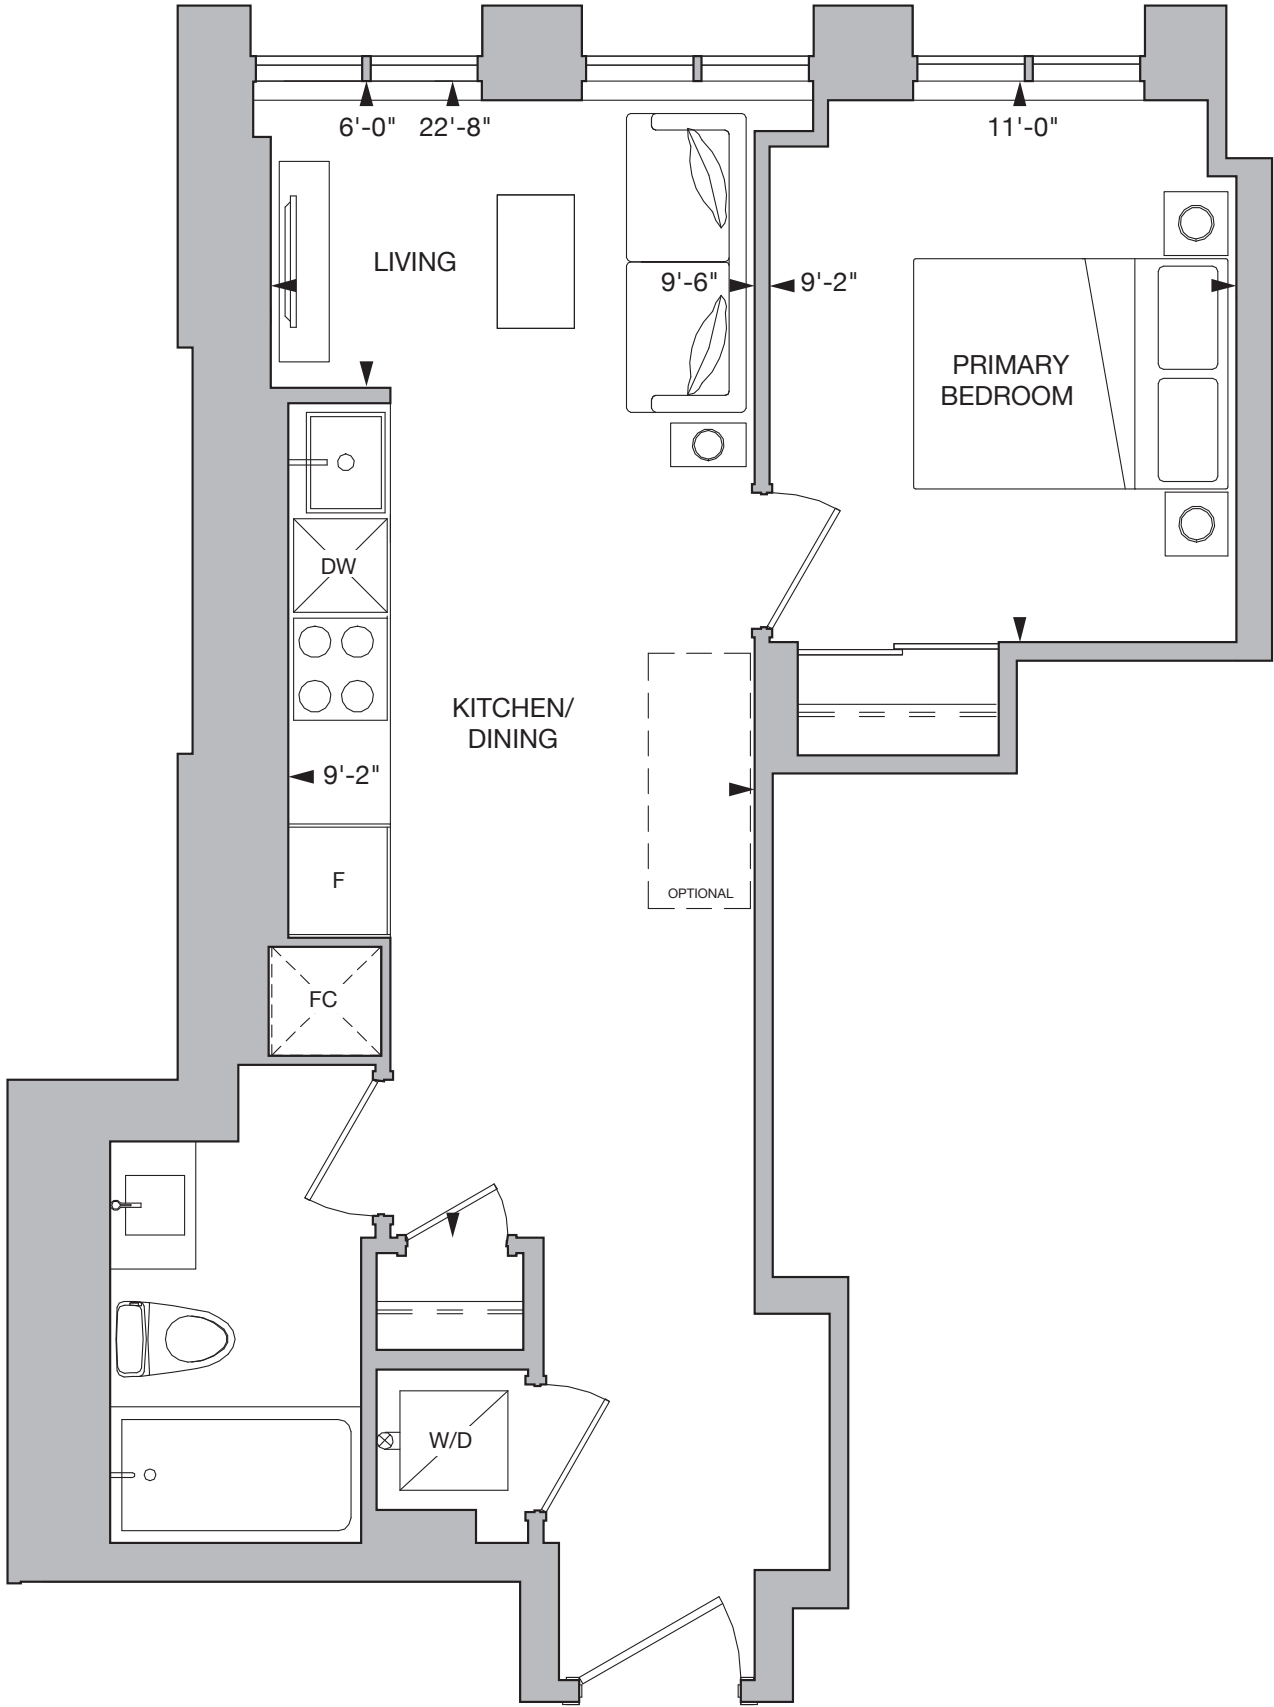 6'-0" 22'-8"
11'-0"
LIVING
9'-6"
9'-2"
PRIMARY
BEDROOM
DW
KITCHEN/
DINING
9'-2"
F
OPTIONAL
FC
W/D